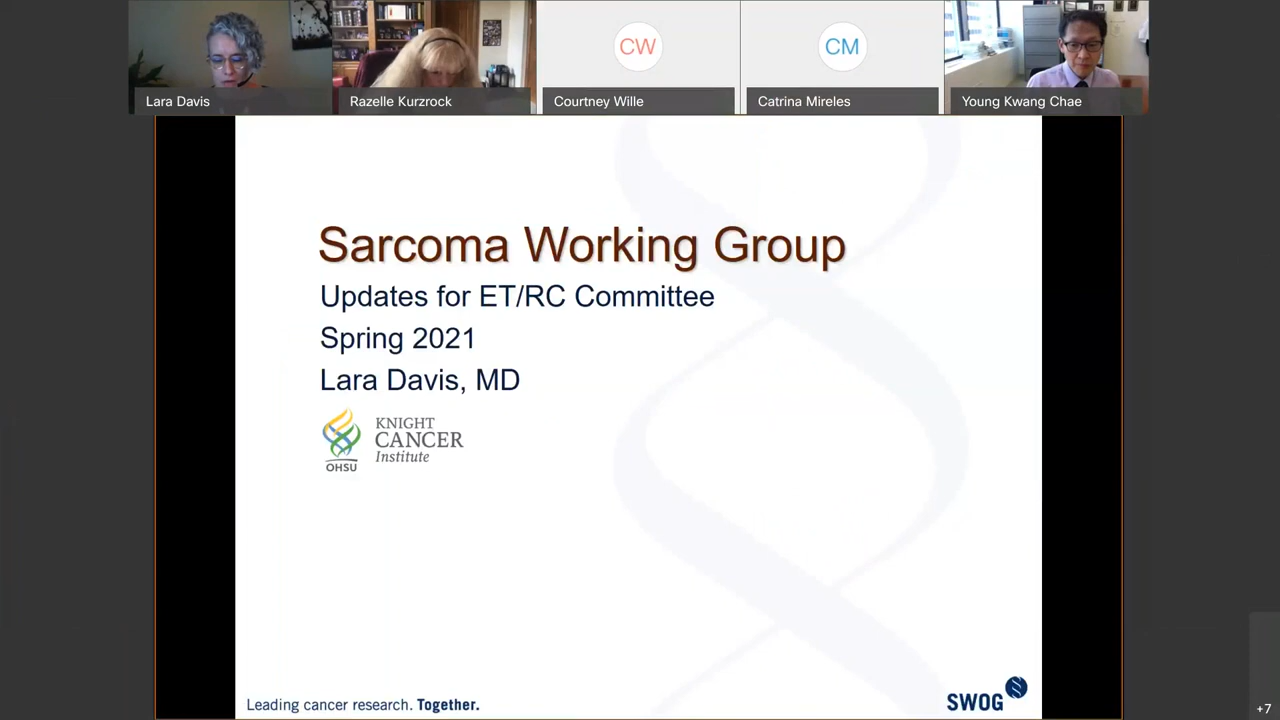 Lara Davis
Razelle Kurzrock
CW
Courtney Wille
CM
Catrina Mireles
Young Kwang Chae
Sarcoma Working Group
Updates for ET/RC Committee
Spring 2021
Lara Davis, MD
KNIGHT
CANCER
Institute
OHSU
Leading cancer research. Together.
SWOG
+7